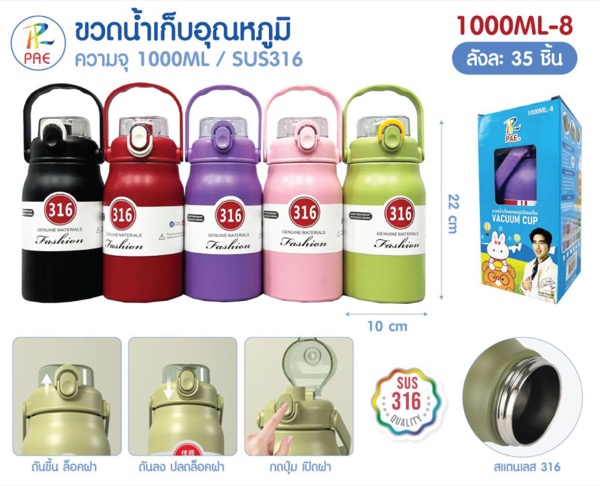 PAE
ขวดน้ำเก็บอุณหภูมิ
ความจุ 1000ML / SUS316
1000ML-8
ลังละ 35 ชิ้น
316
GENUINE MATERIALS
Fashion
316
GENUINE MATERIALS
Fashion
316
GENUINE MATERIALS
Fashion
316
GENUINE MATERIALS
Fashion
316
GENUINE MATERIALS
Fashion
22 cm
10 cm
1000ML-8
PAE
VACUUM CUP
ดันขึ้น ล็อคฝา
ดันลง ปลดล็อคฝา
กดปุ่ม เปิดฝา
SUS
316
QUALITY
สแตนเลส 316